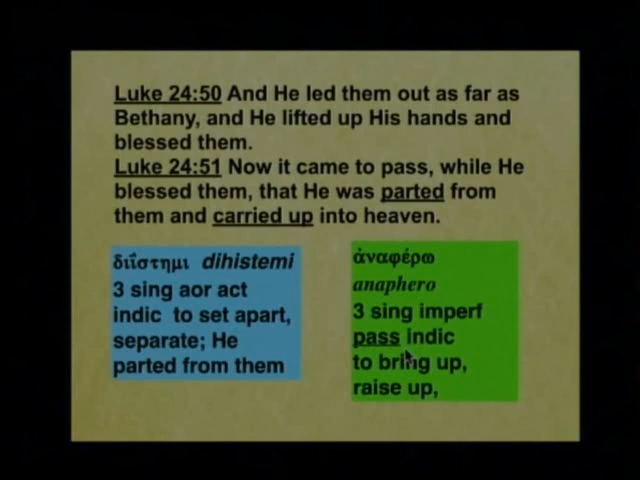 Luke 24:50 And He led them out as far as
Bethany, and He lifted up His hands and
blessed them.
Luke 24:51 Now it came to pass, while He
blessed them, that He was parted from
them and carried up into heaven.
διΐστημι dihistemi
3 sing aor act
indic to set apart,
separate; He
parted from them
ἀναφέρω
anaphero
3 sing imperf
pass indic
to bring up,
raise up,